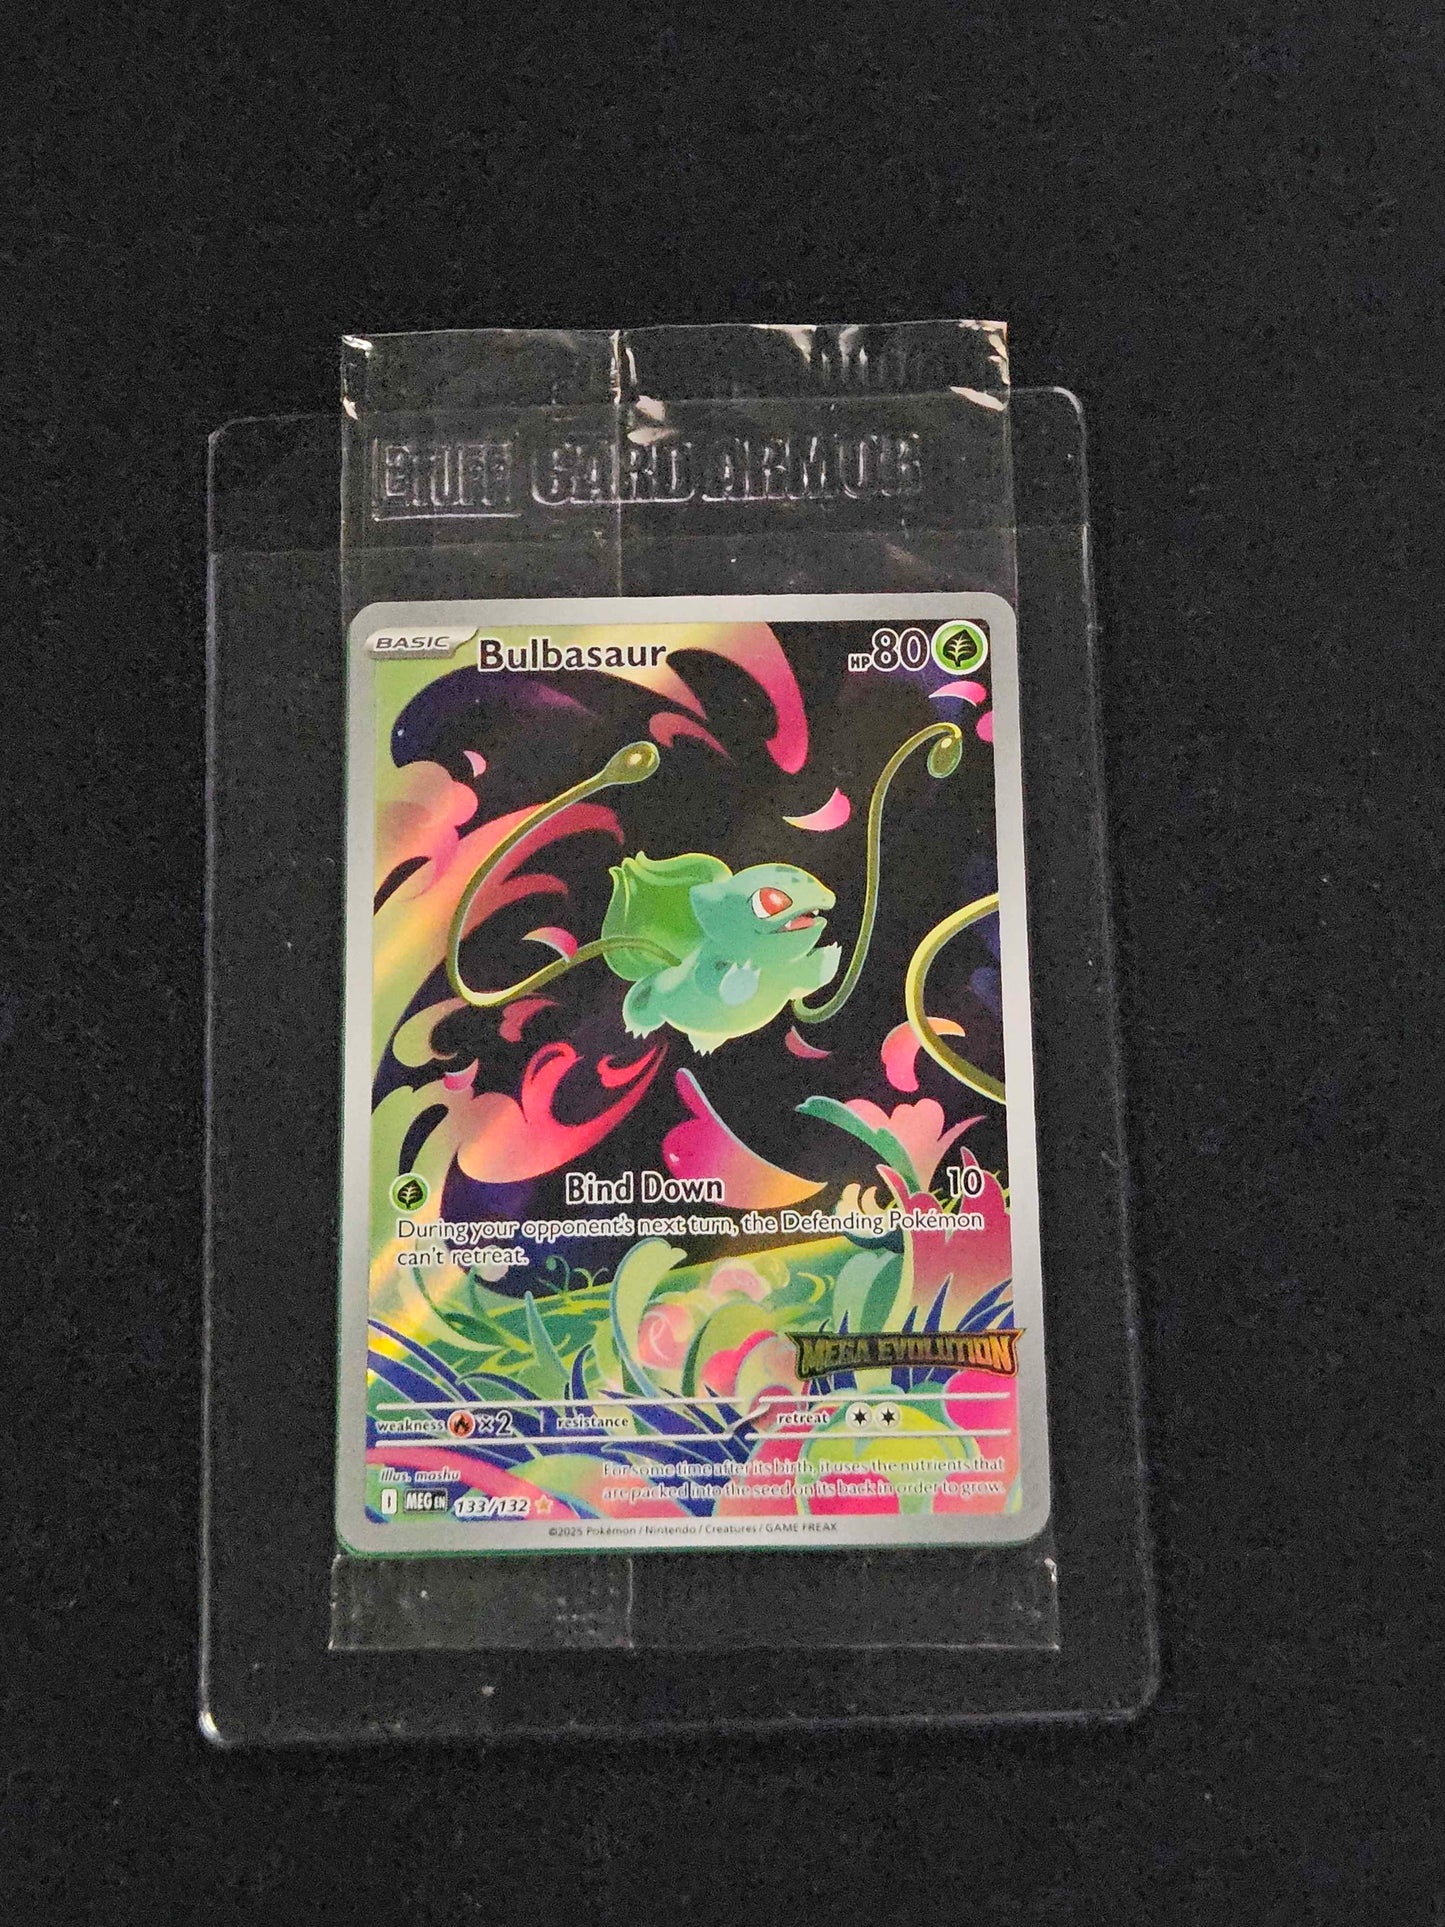 CARD ARMOR
BASIC
Bulbasaur
HP 80
Bind Down 10
During your opponent's next turn, the Defending Pokémon
can't retreat.
MEGA EVOLUTION
weakness ×2 resistance retreat
Illus. mashu
For some time after its birth, it uses the nutrients that
are packed into the seed on its back in order to grow.
I MEG EN 133/132
©2025 Pokémon / Nintendo / Creatures / GAME FREAK